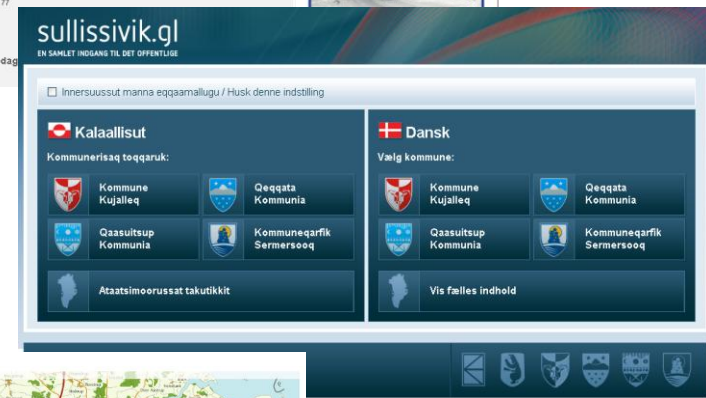 sullissivik.gl
EN SAMLET INDGANG TIL DET OFFENTLIGE
Innersuussut manna eqqaamallugu / Husk denne indstilling
Kalaallisut
Kommunerisaq toqqaruk:
Kommune
Kujalleq
Qeqqata
Kommunia
Qaasuitsup
Kommunia
Kommuneqarfik
Sermersooq
Ataatsimoorussat takutikkit
Dansk
Vælg kommune:
Kommune
Kujalleq
Qeqqata
Kommunia
Qaasuitsup
Kommunia
Kommuneqarfik
Sermersooq
Vis fælles indhold